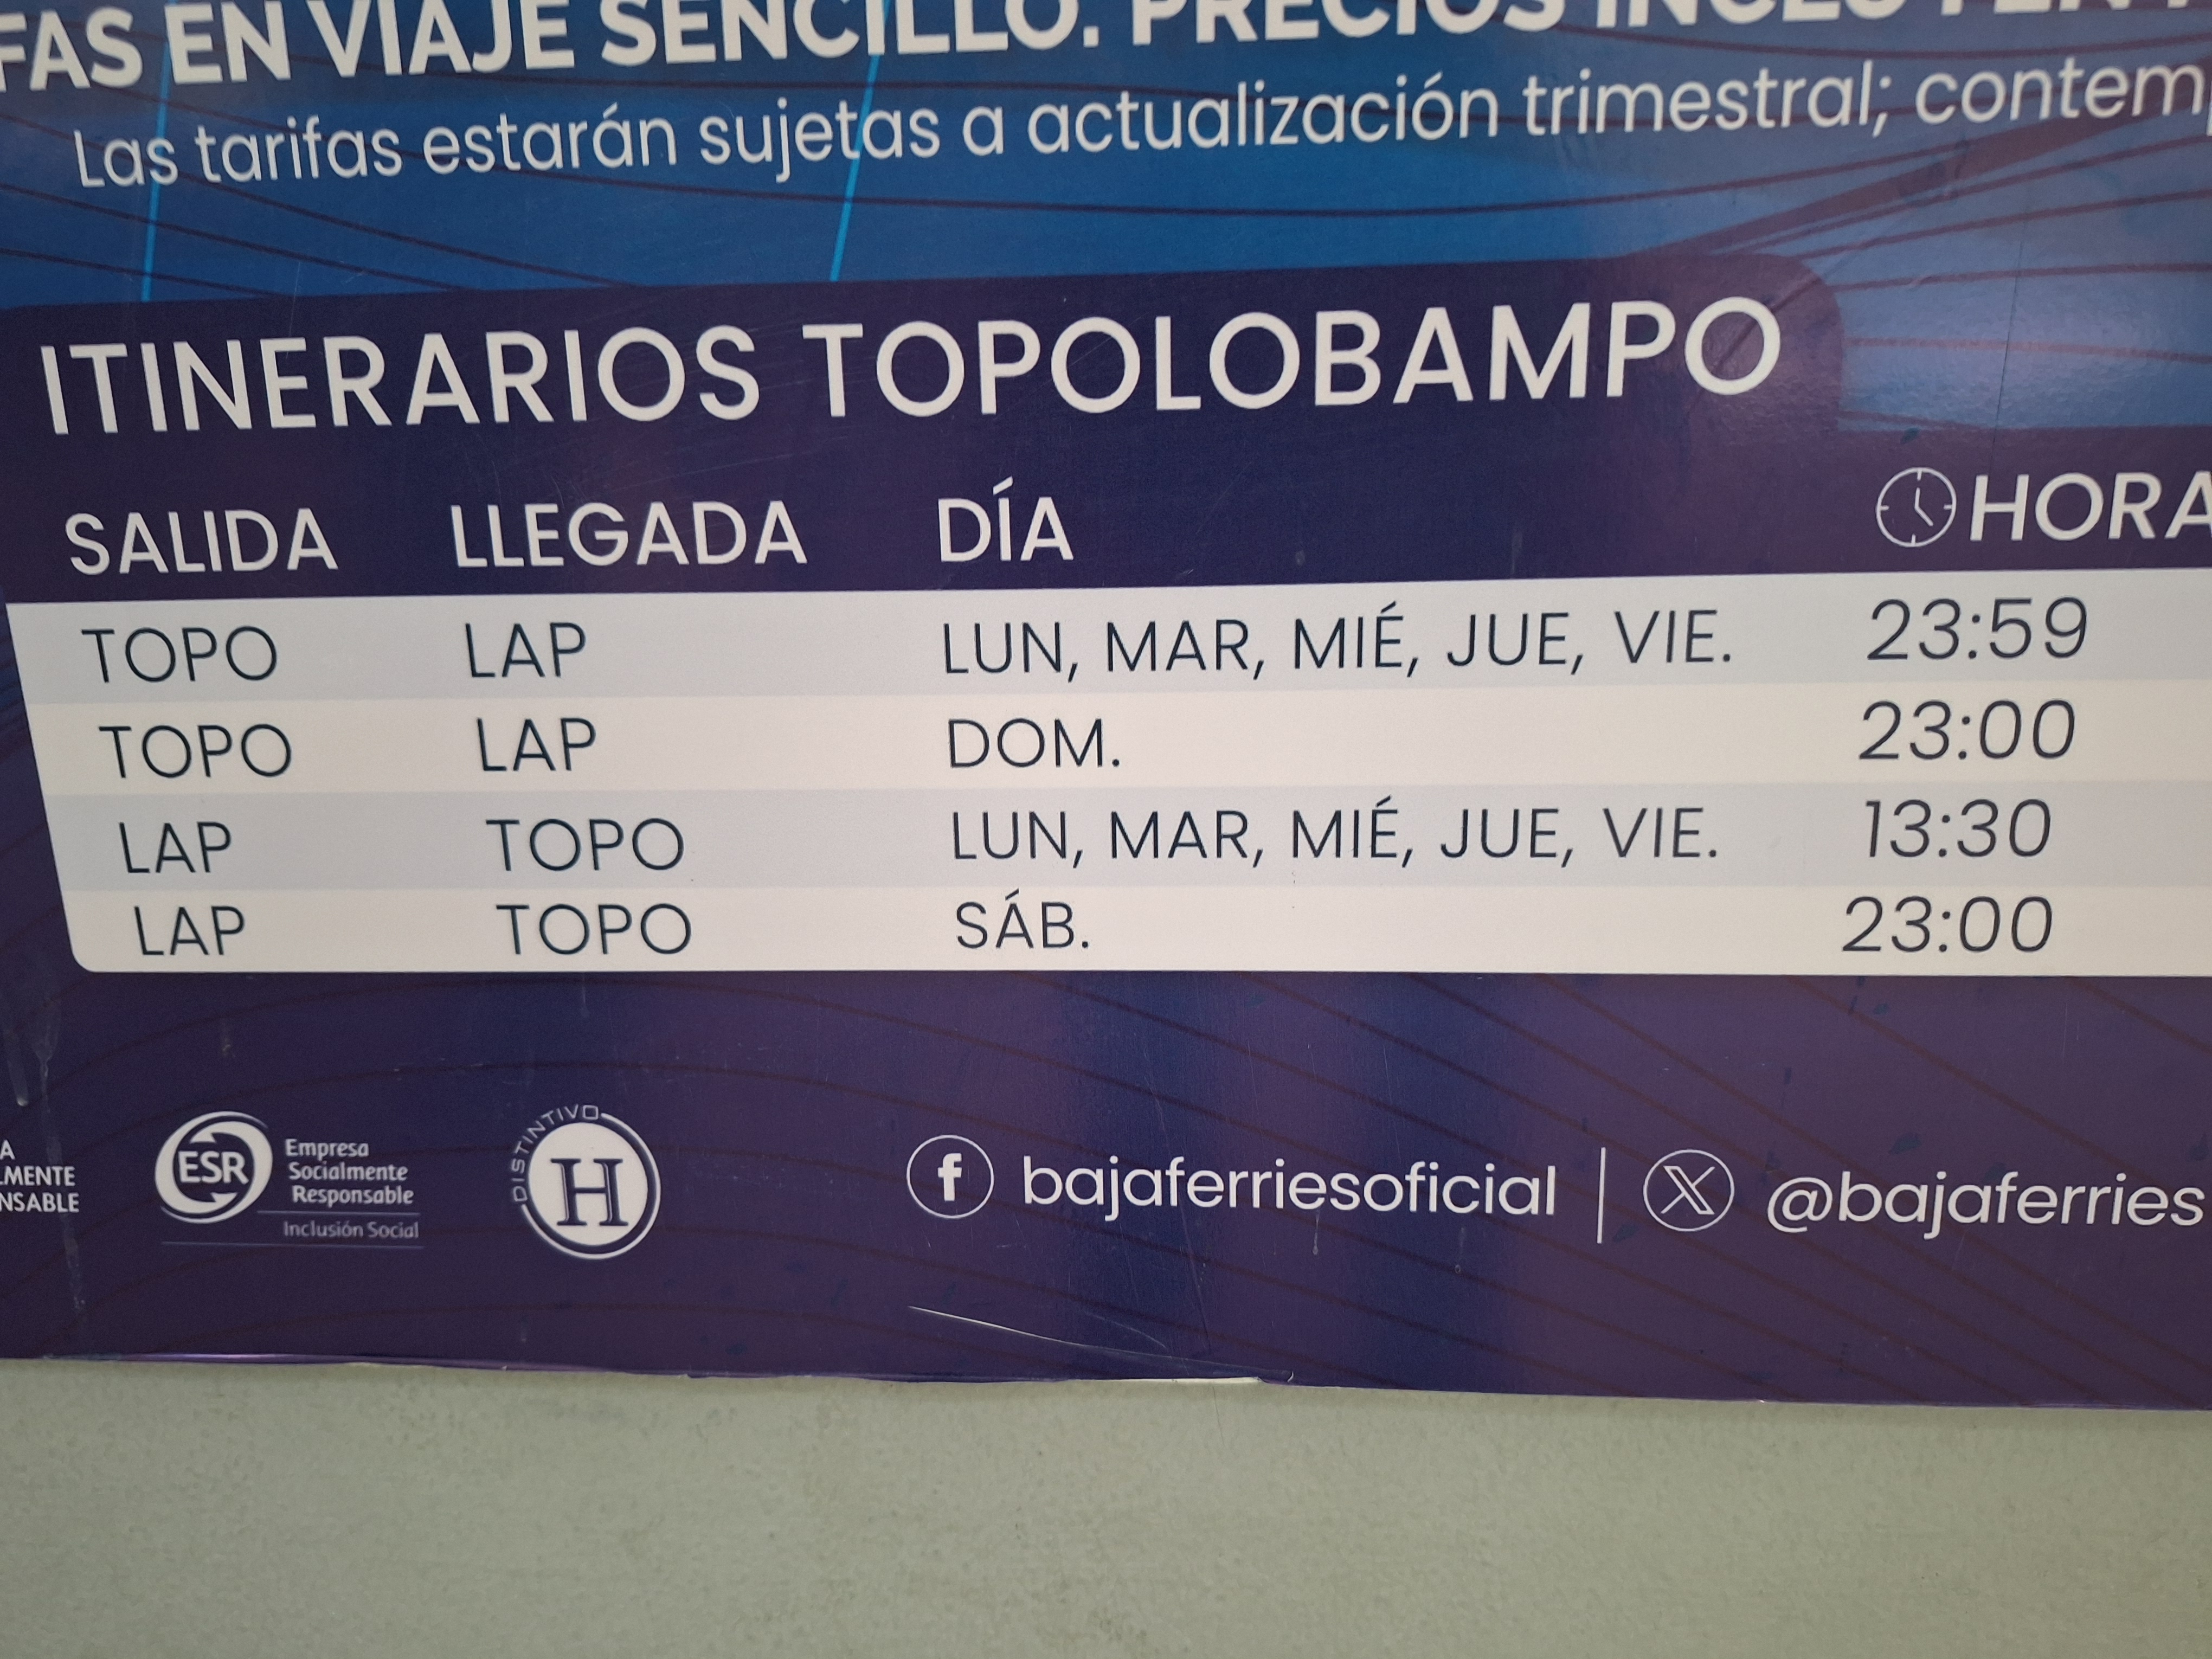 EN VIAJE SENCILLO. PRECIOS
Las tarifas estarán sujetas a actualización trimestral;
ITINERARIOS TOPOLOBAMPO
SALIDA LLEGADA DÍA HORA
TOPO LAP LUN, MAR, MIÉ, JUE, VIE. 23:59
TOPO LAP DOM. 23:00
LAP TOPO LUN, MAR, MIÉ, JUE, VIE. 13:30
LAP TOPO SÁB. 23:00
ESR
Empresa
Socialmente
Responsable
Inclusión Social
DISTINTIVO
H
f bajaferriesoficial | X @bajaferries